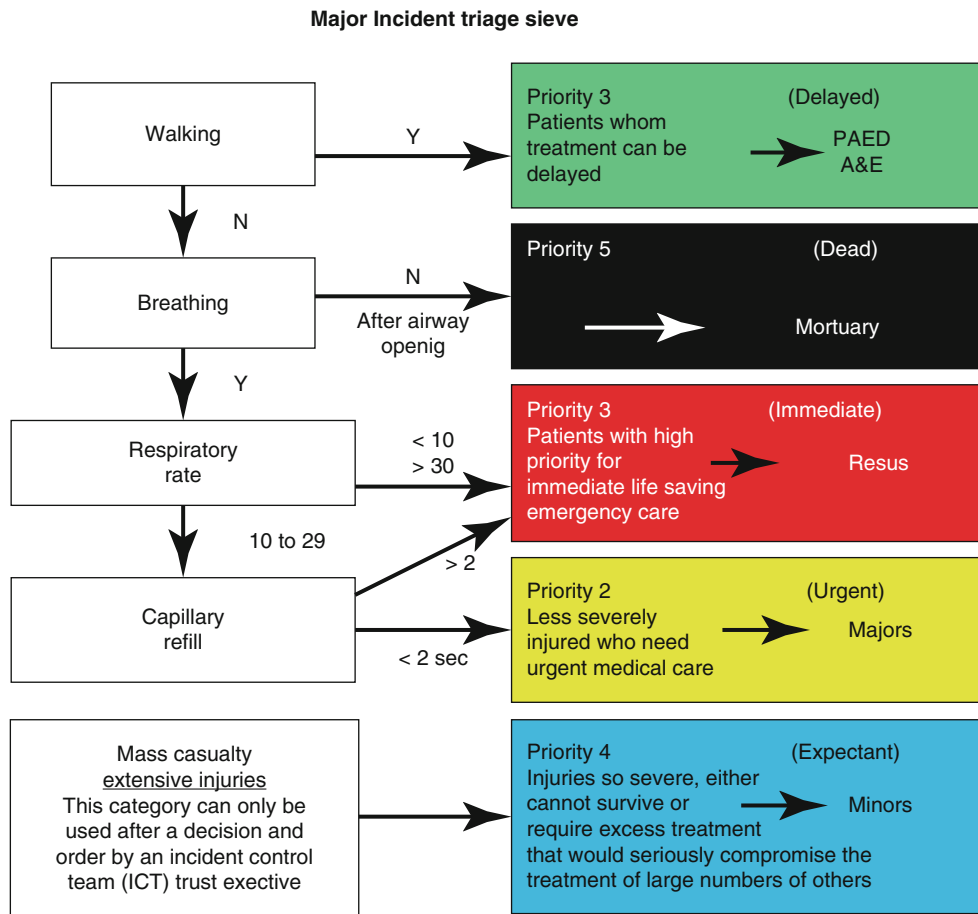 Major Incident triage sieve
Walking
Y
Priority 3 (Delayed)
Patients whom
treatment can be
delayed
PAED
A&E
N
Breathing
N
After airway
openig
Priority 5 (Dead)
Mortuary
Y
Respiratory
rate
< 10
> 30
Priority 3 (Immediate)
Patients with high
priority for
immediate life saving
emergency care
Resus
10 to 29
> 2
Capillary
refill
< 2 sec
Priority 2 (Urgent)
Less severely
injured who need
urgent medical care
Majors
Mass casualty
extensive injuries
This category can only be
used after a decision and
order by an incident control
team (ICT) trust exective
Priority 4 (Expectant)
Injuries so severe, either
cannot survive or
require excess treatment
that would seriously compromise the
treatment of large numbers of others
Minors